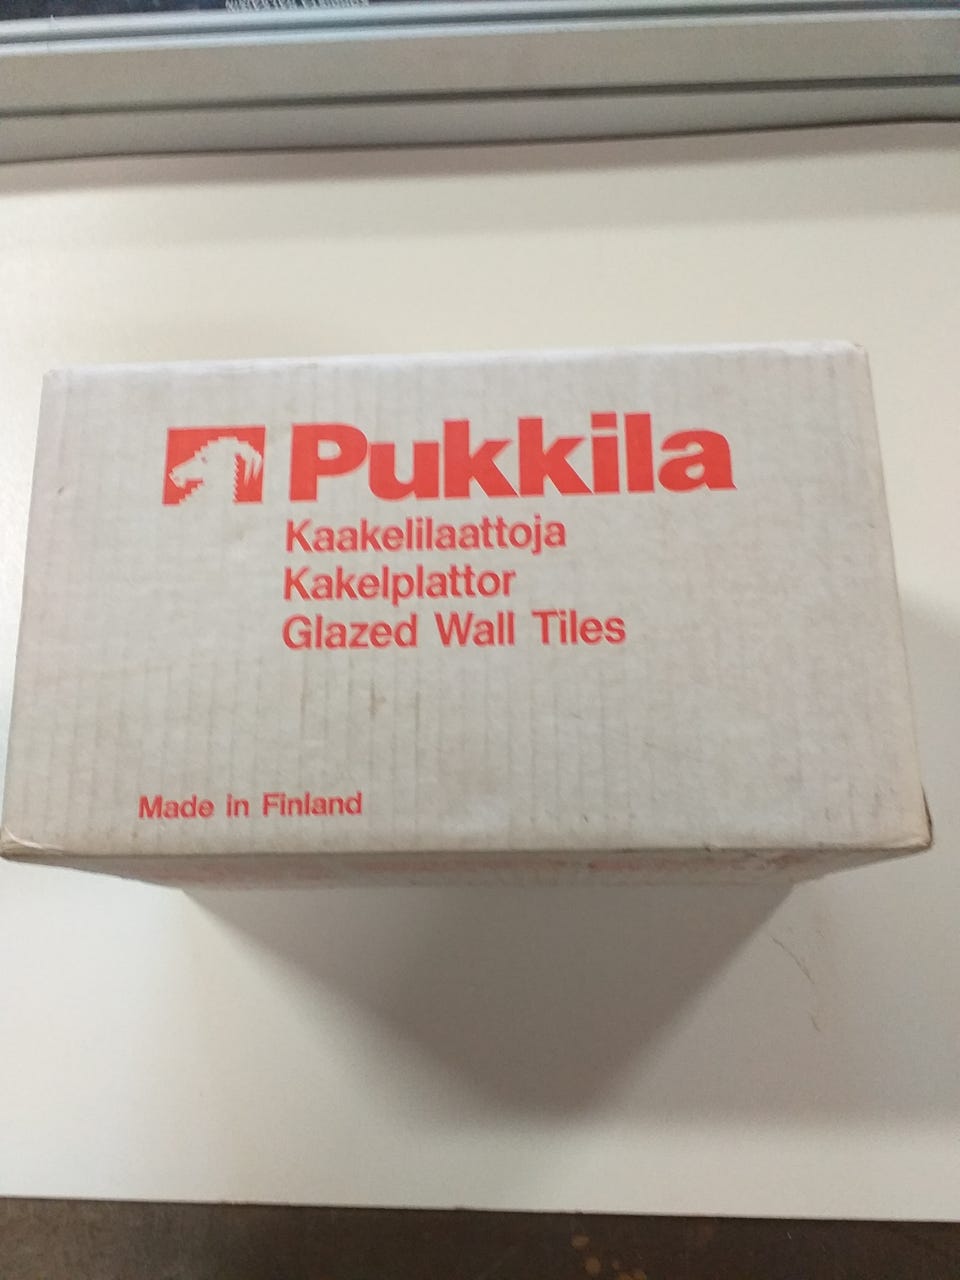 Pukkila
Kaakelilaattoja
Kakelplattor
Glazed Wall Tiles
Made in Finland